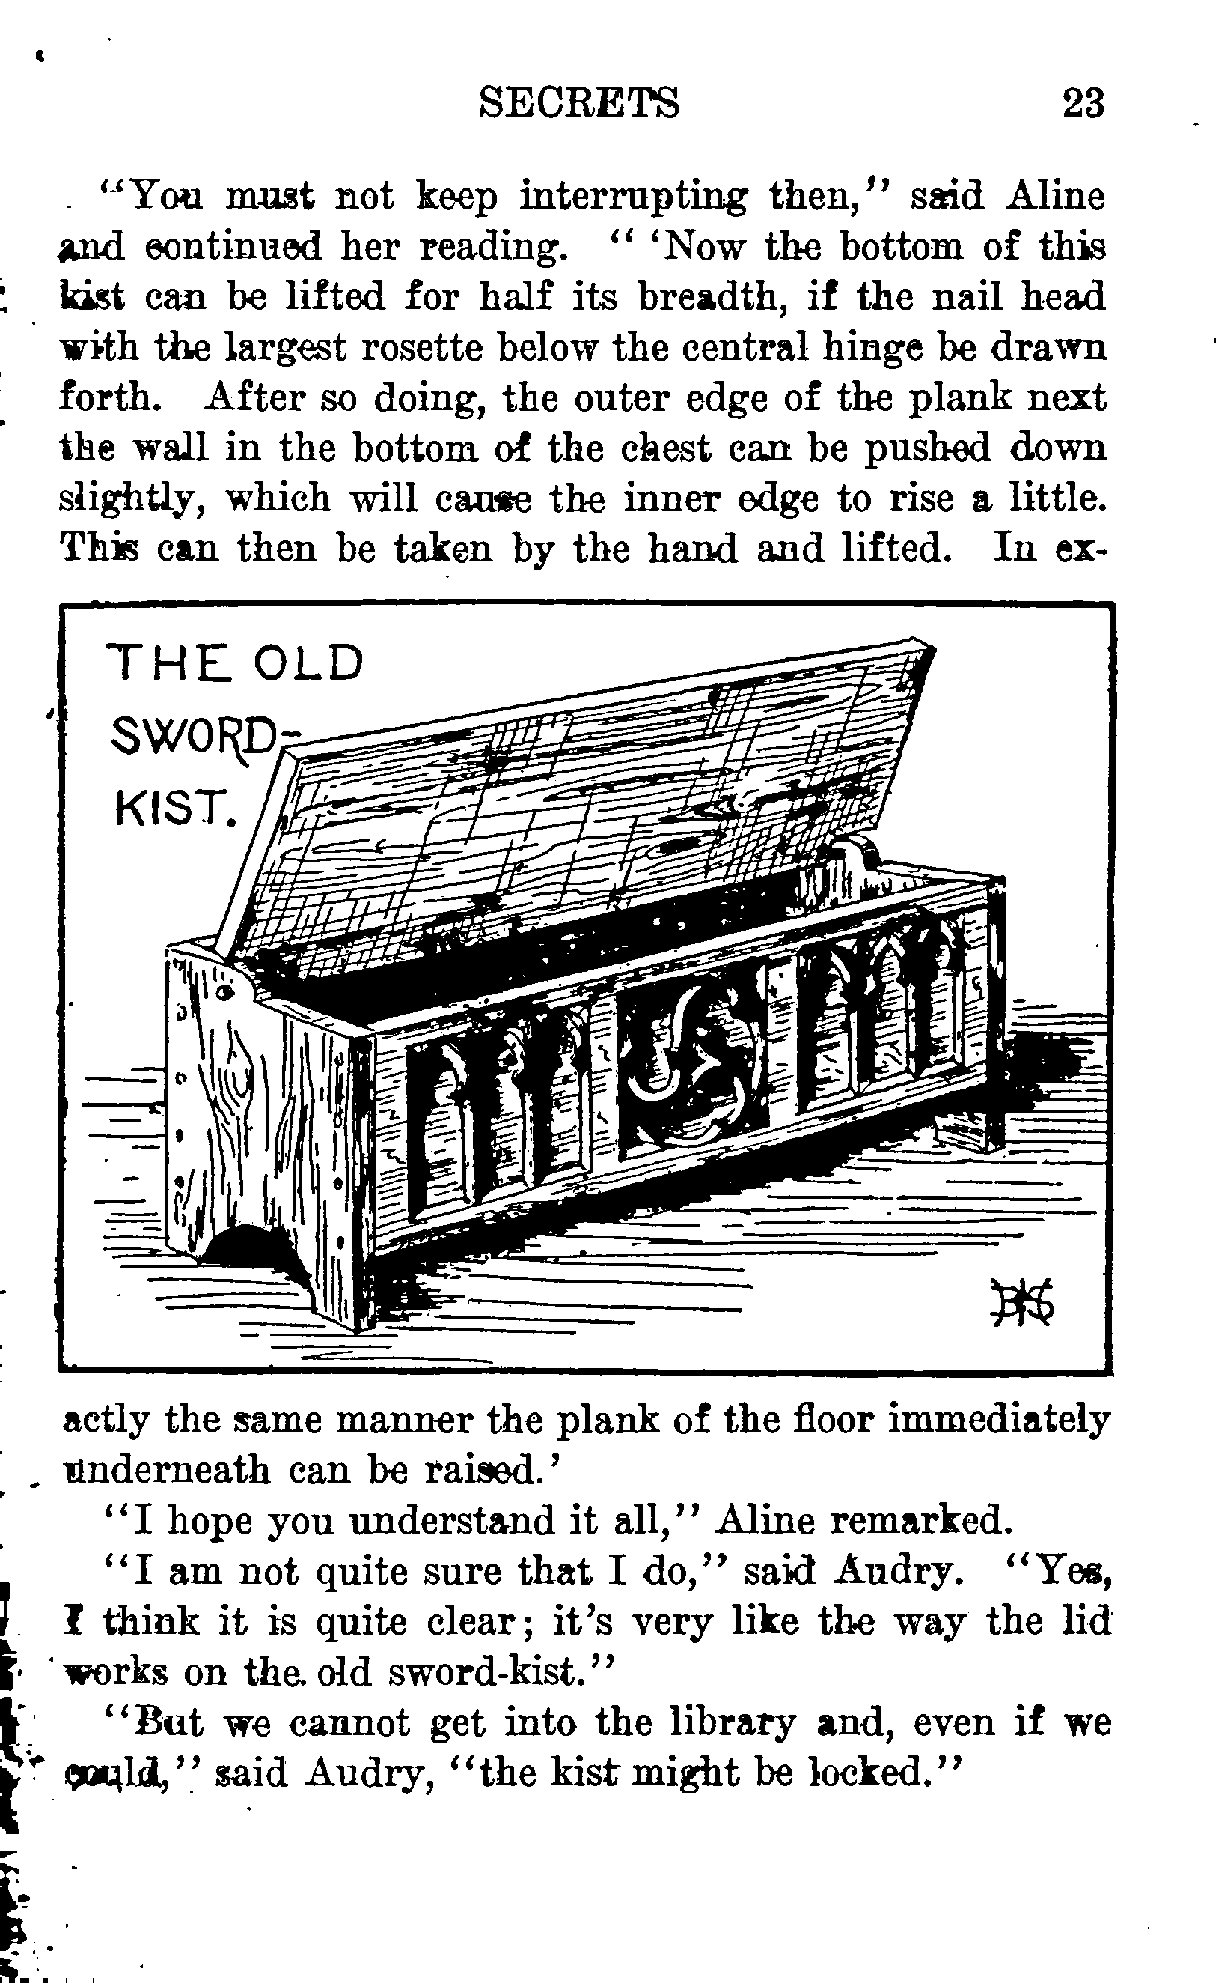 SECRETS 23
"You must not keep interrupting then," said Aline
and continued her reading. " 'Now the bottom of this
kist can be lifted for half its breadth, if the nail head
with the largest rosette below the central hinge be drawn
forth. After so doing, the outer edge of the plank next
the wall in the bottom of the chest can be pushed down
slightly, which will cause the inner edge to rise a little.
This can then be taken by the hand and lifted. In ex-
THE OLD
SWORD-
KIST.
actly the same manner the plank of the floor immediately
underneath can be raised.'
"I hope you understand it all," Aline remarked.
"I am not quite sure that I do," said Audry. "Yes,
I think it is quite clear; it's very like the way the lid
works on the old sword-kist."
"But we cannot get into the library and, even if we
could," said Audry, "the kist might be locked."